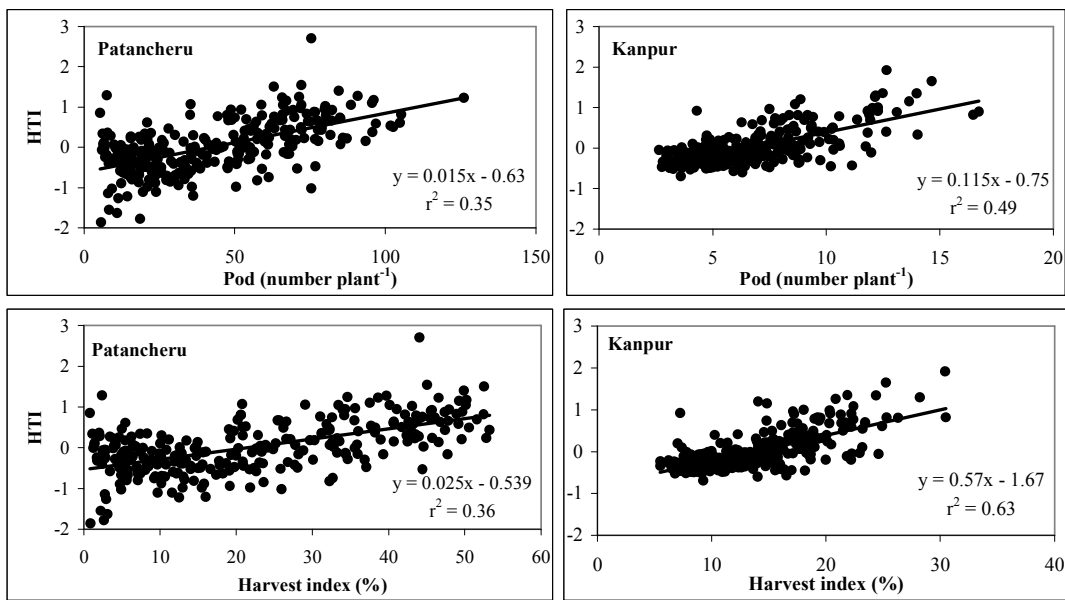 Patancheru
HTI
3
2
1
0
-1
-2
0
50
100
150
y = 0.015x - 0.63
r² = 0.35
Pod (number plant⁻¹)
Kanpur
3
2
1
0
-1
-2
0
5
10
15
20
y = 0.115x - 0.75
r² = 0.49
Pod (number plant⁻¹)
Patancheru
HTI
3
2
1
0
-1
-2
0
10
20
30
40
50
60
y = 0.025x - 0.539
r² = 0.36
Harvest index (%)
Kanpur
3
2
1
0
-1
-2
0
10
20
30
40
y = 0.57x - 1.67
r² = 0.63
Harvest index (%)